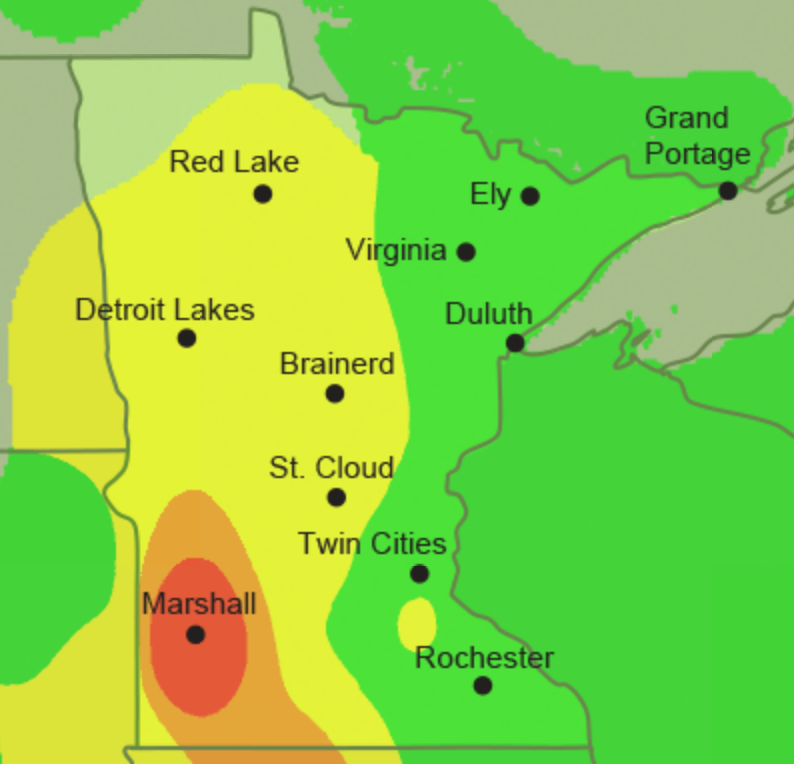 Grand
Portage
Red Lake
Ely
Virginia
Detroit Lakes
Duluth
Brainerd
St. Cloud
Twin Cities
Marshall
Rochester